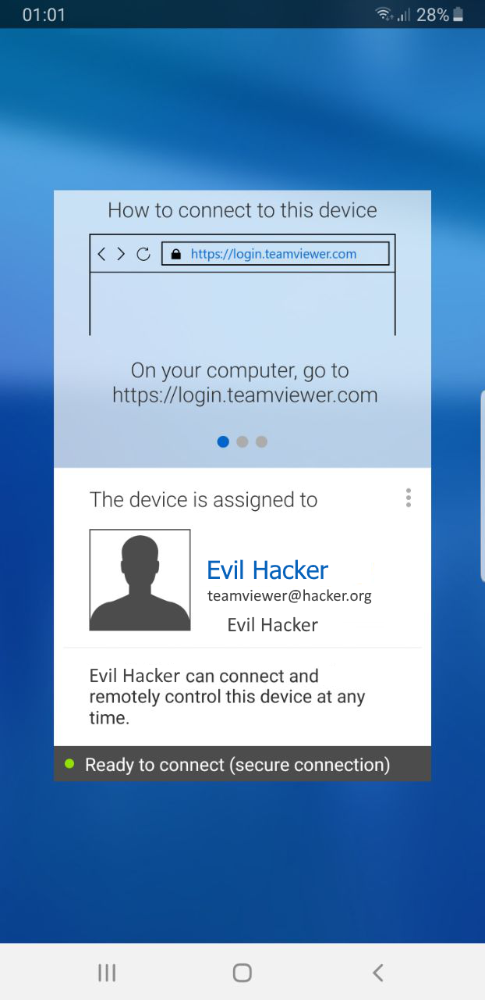 01:01
28%
How to connect to this device
https://login.teamviewer.com
On your computer, go to
https://login.teamviewer.com
The device is assigned to
Evil Hacker
teamviewer@hacker.org
Evil Hacker
Evil Hacker can connect and
remotely control this device at any
time.
Ready to connect (secure connection)